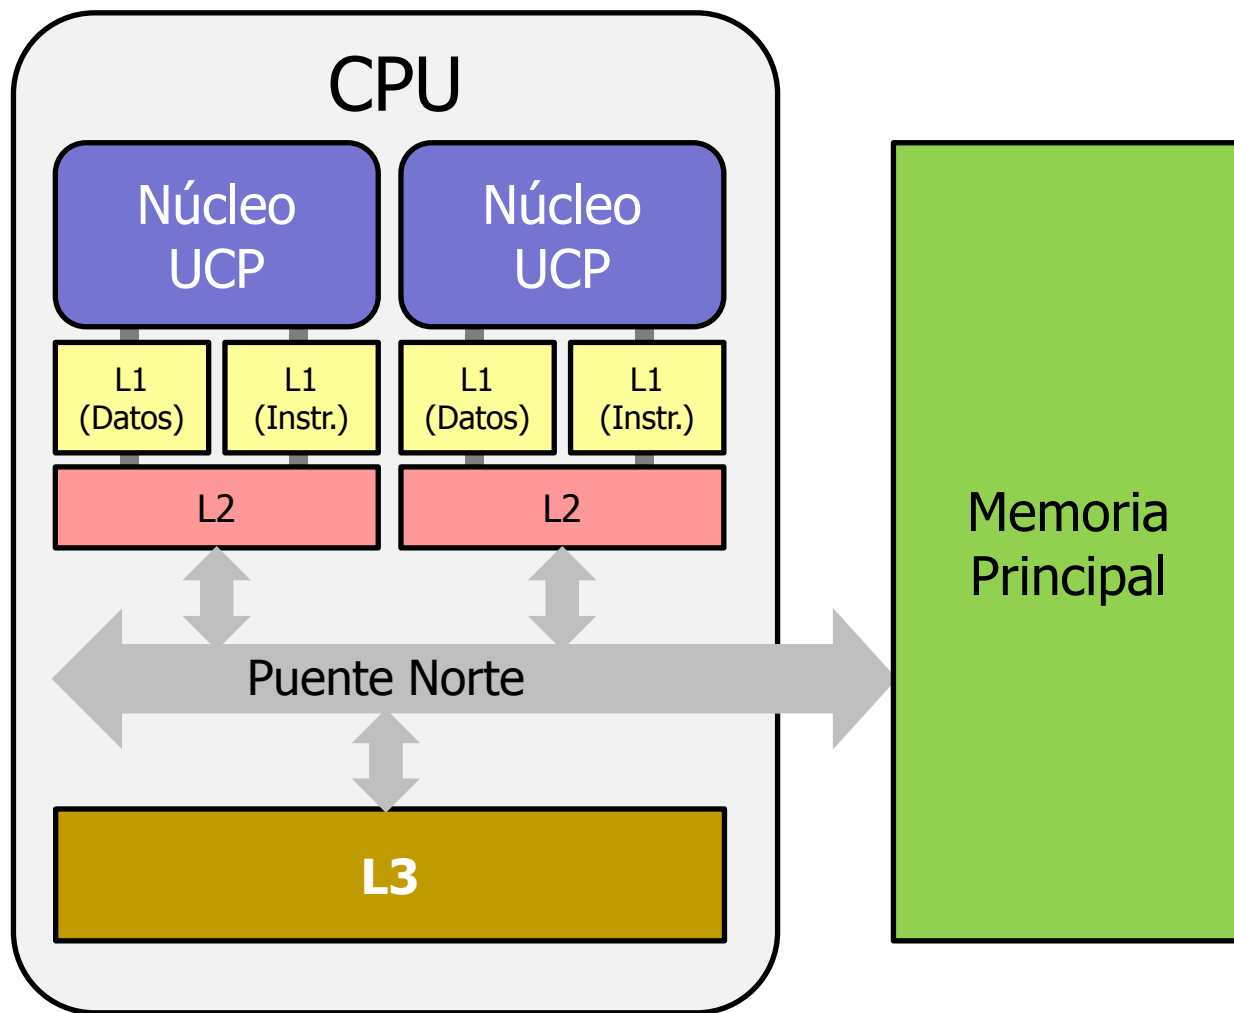 CPU
Núcleo
UCP
Núcleo
UCP
L1
(Datos)
L1
(Instr.)
L1
(Datos)
L1
(Instr.)
L2
L2
Puente Norte
L3
Memoria
Principal